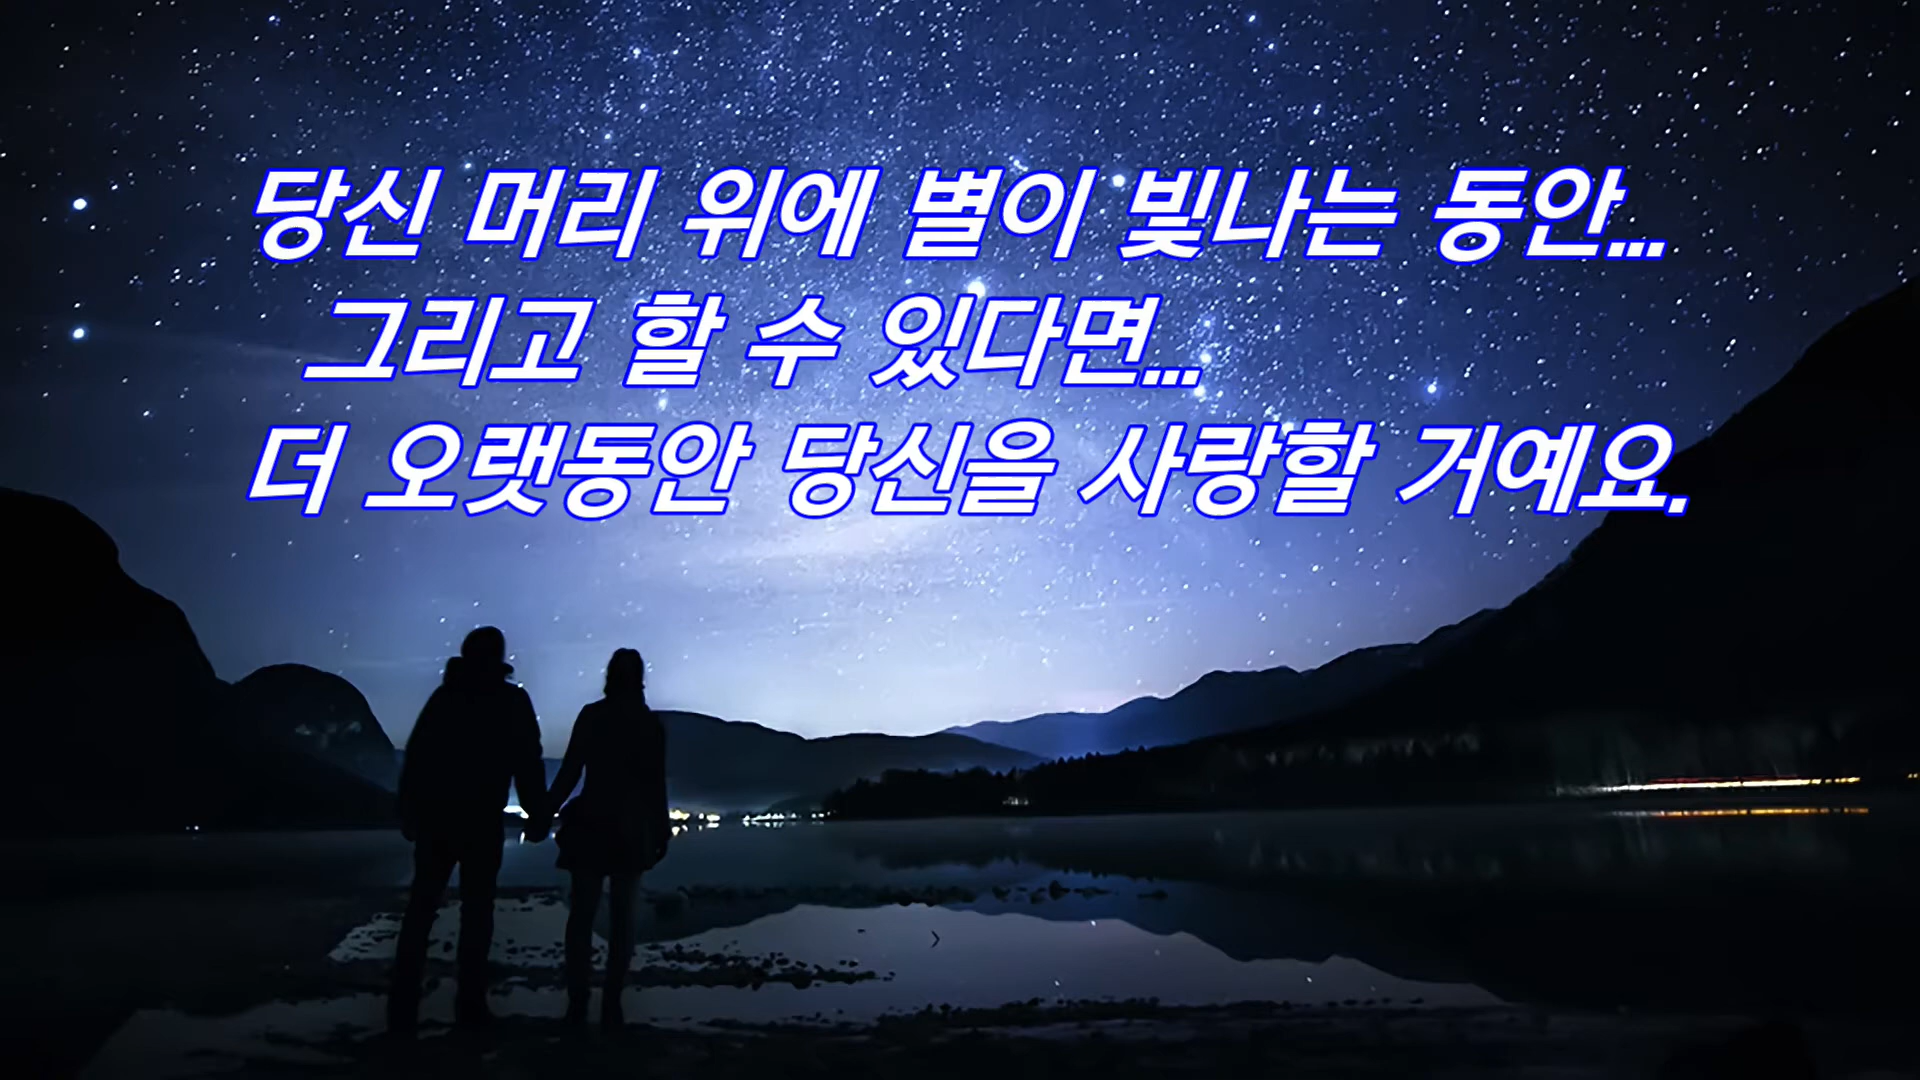 당신 머리 위에 별이 빛나는 동안...
그리고 할 수 있다면...
더 오랫동안 당신을 사랑할 거예요.